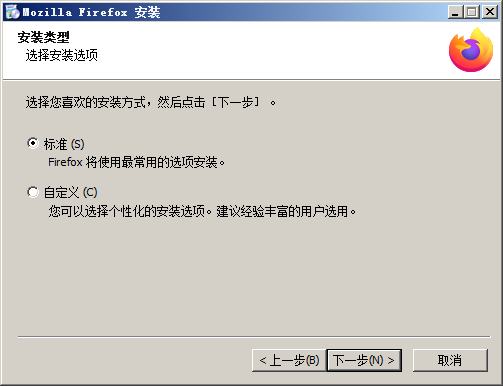 Mozilla Firefox 安装
安装类型
选择安装选项
选择您喜欢的安装方式，然后点击 [下一步] 。
标准 (S)
Firefox 将使用最常用的选项安装。
自定义 (C)
您可以选择个性化的安装选项。建议经验丰富的用户选用。
< 上一步(B) 下一步(N) > 取消